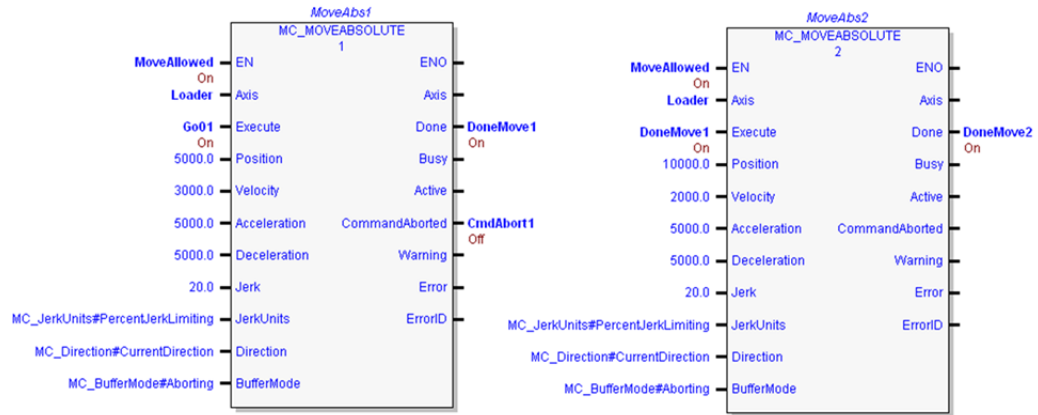 MoveAbs1
MC_MOVEABSOLUTE
1
MoveAllowed EN ENO
On
Loader Axis Axis
Go01 Execute Done DoneMove1
On On
5000.0 Position Busy
3000.0 Velocity Active
5000.0 Acceleration CommandAborted CmdAbort1
Off
5000.0 Deceleration Warning
20.0 Jerk Error
MC_JerkUnits#PercentJerkLimiting JerkUnits ErrorID
MC_Direction#CurrentDirection Direction
MC_BufferMode#Aborting BufferMode
MoveAbs2
MC_MOVEABSOLUTE
2
MoveAllowed EN ENO
On
Loader Axis Axis
DoneMove1 Execute Done DoneMove2
On On
10000.0 Position Busy
2000.0 Velocity Active
5000.0 Acceleration CommandAborted
5000.0 Deceleration Warning
20.0 Jerk Error
MC_JerkUnits#PercentJerkLimiting JerkUnits ErrorID
MC_Direction#CurrentDirection Direction
MC_BufferMode#Aborting BufferMode